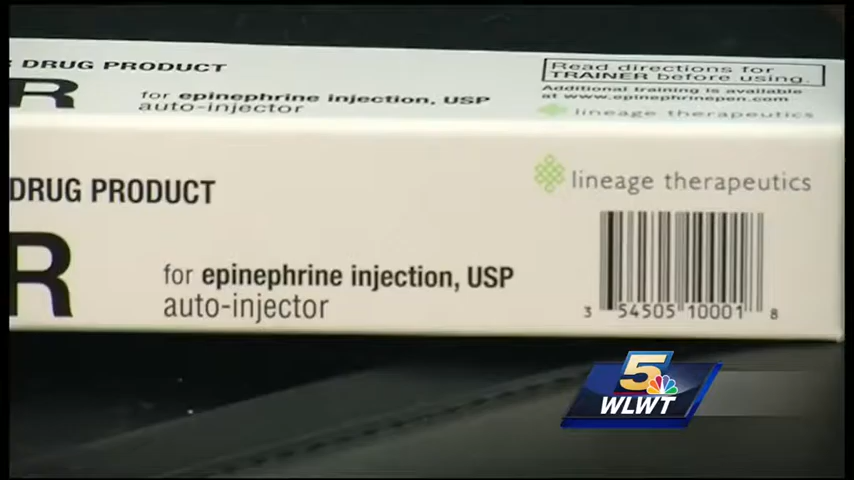 DRUG PRODUCT
R
for epinephrine injection, USP
auto-injector
Read directions for
TRAINER before using.
Additional training is available
at www.epinephrinepen.com
lineage therapeutics
DRUG PRODUCT
R
for epinephrine injection, USP
auto-injector
lineage therapeutics
3 54505 10001 8
5
WLWT